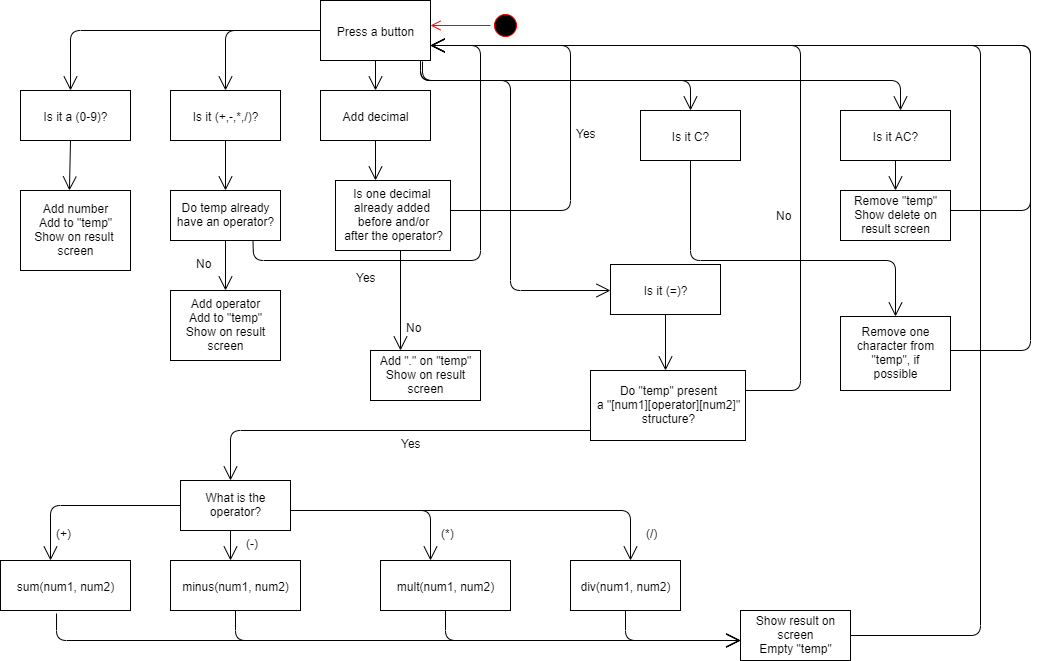 Press a button
Is it a (0-9)?
Is it (+,-,*,/)?
Add decimal
Is it C?
Is it AC?
Yes
Add number
Add to "temp"
Show on result
screen
Do temp already
have an operator?
Is one decimal
already added
before and/or
after the operator?
No
Remove "temp"
Show delete on
result screen
No
Yes
Is it (=)?
Add operator
Add to "temp"
Show on result
screen
No
Add "." on "temp"
Show on result
screen
Remove one
character from
"temp", if
possible
Do "temp" present
a "[num1][operator][num2]"
structure?
Yes
What is the
operator?
(+)
(-)
(*)
(/)
sum(num1, num2)
minus(num1, num2)
mult(num1, num2)
div(num1, num2)
Show result on
screen
Empty "temp"